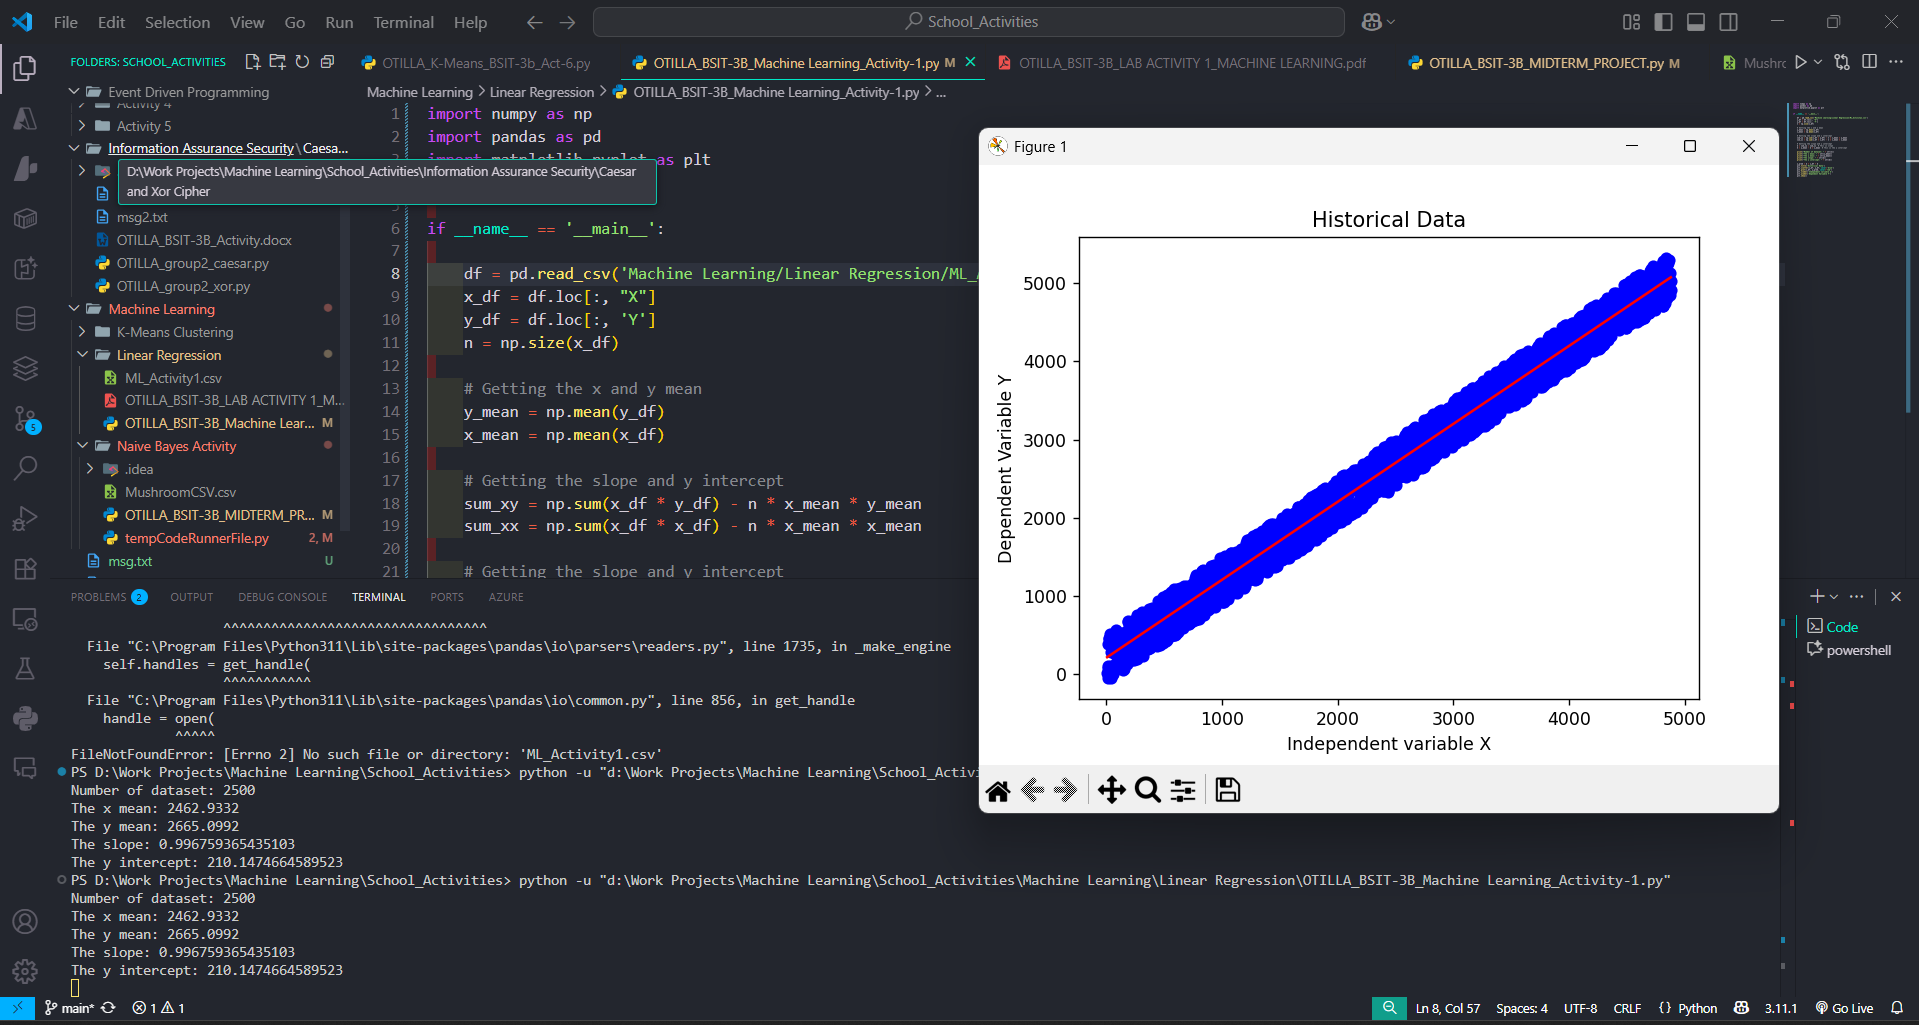 File Edit Selection View Go Run Terminal Help
School_Activities
FOLDERS: SCHOOL_ACTIVITIES
OTILLA_K-Means_BSIT-3b_Act-6.py
OTILLA_BSIT-3B_Machine Learning_Activity-1.py M
OTILLA_BSIT-3B_LAB ACTIVITY 1_MACHINE LEARNING.pdf
OTILLA_BSIT-3B_MIDTERM_PROJECT.py M
Mushrc
Machine Learning > Linear Regression > OTILLA_BSIT-3B_Machine Learning_Activity-1.py > ...
Event Driven Programming
Activity 4
Activity 5
Information Assurance Security\Caesa...
D:\Work Projects\Machine Learning\School_Activities\Information Assurance Security\Caesar
and Xor Cipher
msg2.txt
OTILLA_BSIT-3B_Activity.docx
OTILLA_group2_caesar.py
OTILLA_group2_xor.py
Machine Learning
K-Means Clustering
Linear Regression
ML_Activity1.csv
OTILLA_BSIT-3B_LAB ACTIVITY 1_M...
OTILLA_BSIT-3B_Machine Lear... M
Naive Bayes Activity
.idea
MushroomCSV.csv
OTILLA_BSIT-3B_MIDTERM_PR... M
tempCodeRunnerFile.py 2, M
msg.txt U
5
1 import numpy as np
2 import pandas as pd
import matplotlib.pyplot as plt
6 if __name__ == '__main__':
7
8 df = pd.read_csv('Machine Learning/Linear Regression/ML_A
9 x_df = df.loc[:, "X"]
10 y_df = df.loc[:, 'Y']
11 n = np.size(x_df)
12
13 # Getting the x and y mean
14 y_mean = np.mean(y_df)
15 x_mean = np.mean(x_df)
16
17 # Getting the slope and y intercept
18 sum_xy = np.sum(x_df * y_df) - n * x_mean * y_mean
19 sum_xx = np.sum(x_df * x_df) - n * x_mean * x_mean
20
21 # Getting the slope and y intercept
Figure 1
Historical Data
Dependent Variable Y
5000
4000
3000
2000
1000
0
0 1000 2000 3000 4000 5000
Independent variable X
PROBLEMS 2 OUTPUT DEBUG CONSOLE TERMINAL PORTS AZURE
Code
powershell
^^^^^^^^^^^^^^^^^^^^^^^^^^^^^^^^^
File "C:\Program Files\Python311\Lib\site-packages\pandas\io\parsers\readers.py", line 1735, in _make_engine
self.handles = get_handle(
^^^^^^^^^^^
File "C:\Program Files\Python311\Lib\site-packages\pandas\io\common.py", line 856, in get_handle
handle = open(
^^^^^
FileNotFoundError: [Errno 2] No such file or directory: 'ML_Activity1.csv'
PS D:\Work Projects\Machine Learning\School_Activities> python -u "d:\Work Projects\Machine Learning\School_Activi
Number of dataset: 2500
The x mean: 2462.9332
The y mean: 2665.0992
The slope: 0.996759365435103
The y intercept: 210.1474664589523
PS D:\Work Projects\Machine Learning\School_Activities> python -u "d:\Work Projects\Machine Learning\School_Activities\Machine Learning\Linear Regression\OTILLA_BSIT-3B_Machine Learning_Activity-1.py"
Number of dataset: 2500
The x mean: 2462.9332
The y mean: 2665.0992
The slope: 0.996759365435103
The y intercept: 210.1474664589523
main* 1 1
Ln 8, Col 57 Spaces: 4 UTF-8 CRLF {} Python 3.11.1 Go Live